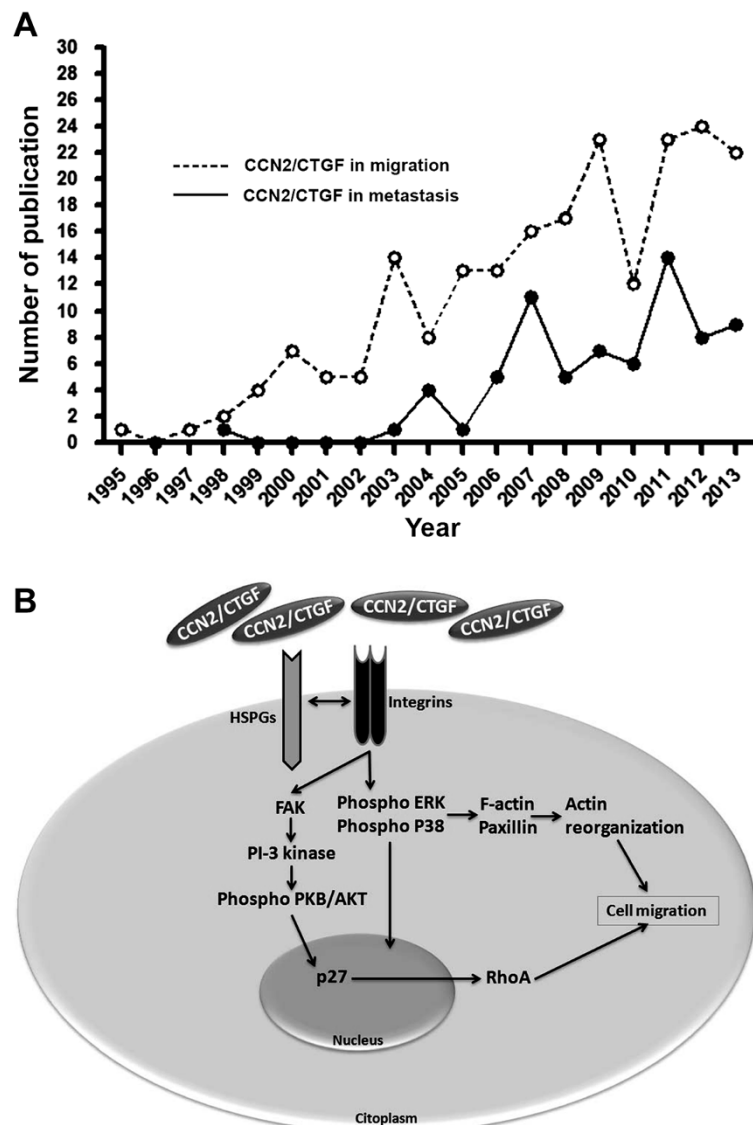 A
30
28
26
24
22
20
18
16
14
12
10
8
6
4
2
0
Number of publication
CCN2/CTGF in migration
CCN2/CTGF in metastasis
1995
1996
1997
1998
1999
2000
2001
2002
2003
2004
2005
2006
2007
2008
2009
2010
2011
2012
2013
Year
B
CCN2/CTGF
CCN2/CTGF
CCN2/CTGF
CCN2/CTGF
HSPGs
Integrins
FAK
PI-3 kinase
Phospho PKB/AKT
Phospho ERK
Phospho P38
F-actin
Paxillin
Actin
reorganization
Cell migration
p27
RhoA
Nucleus
Citoplasm